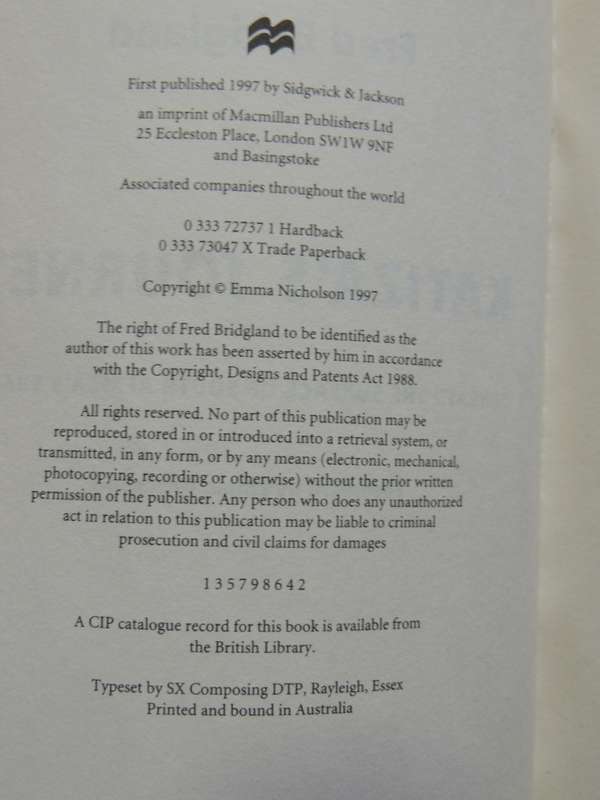 First published 1997 by Sidgwick & Jackson
an imprint of Macmillan Publishers Ltd
25 Eccleston Place, London SW1W 9NF
and Basingstoke
Associated companies throughout the world
0 333 72737 1 Hardback
0 333 73047 X Trade Paperback
Copyright © Emma Nicholson 1997
The right of Fred Bridgland to be identified as the
author of this work has been asserted by him in accordance
with the Copyright, Designs and Patents Act 1988.
All rights reserved. No part of this publication may be
reproduced, stored in or introduced into a retrieval system, or
transmitted, in any form, or by any means (electronic, mechanical,
photocopying, recording or otherwise) without the prior written
permission of the publisher. Any person who does any unauthorized
act in relation to this publication may be liable to criminal
prosecution and civil claims for damages
1 3 5 7 9 8 6 4 2
A CIP catalogue record for this book is available from
the British Library.
Typeset by SX Composing DTP, Rayleigh, Essex
Printed and bound in Australia